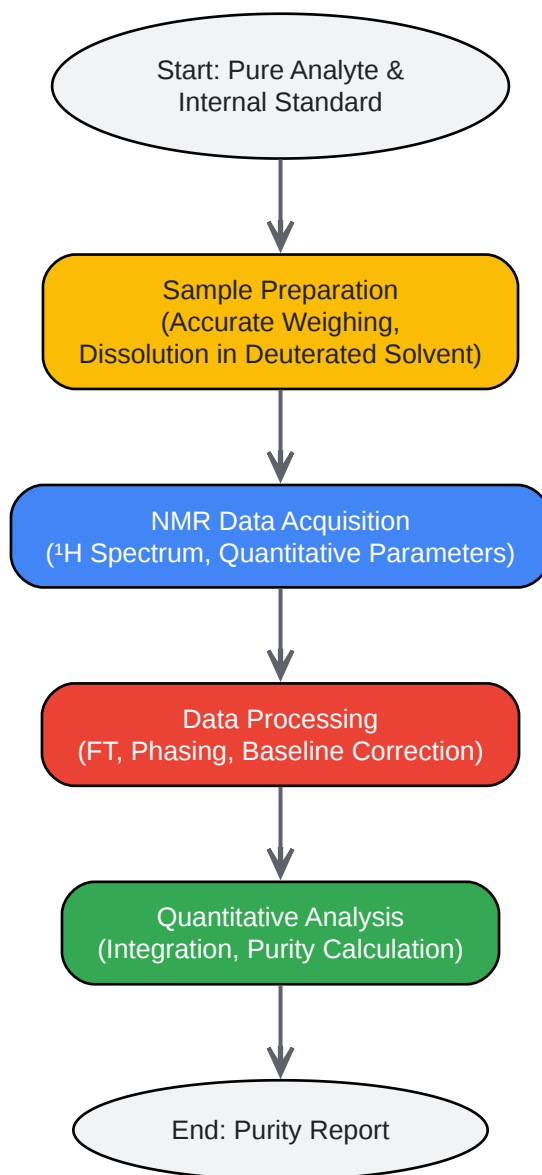 Start: Pure Analyte &
Internal Standard
Sample Preparation
(Accurate Weighing,
Dissolution in Deuterated Solvent)
NMR Data Acquisition
(¹H Spectrum, Quantitative Parameters)
Data Processing
(FT, Phasing, Baseline Correction)
Quantitative Analysis
(Integration, Purity Calculation)
End: Purity Report